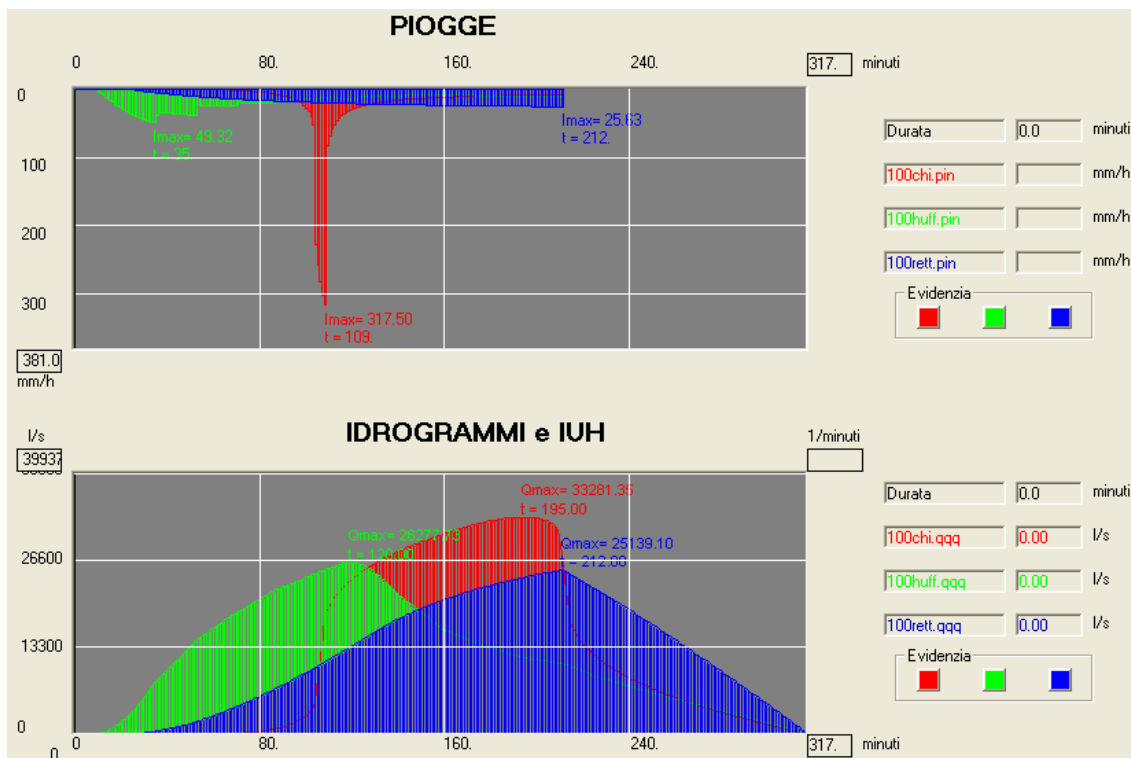 PIOGGE
0 80. 160. 240. 317. minuti
0
Imax= 49.32
t = 35.
Imax= 25.63
t = 212.
100
200
300
Imax= 317.50
t = 109.
381.0
mm/h
Durata 0.0 minuti
100chi.pin mm/h
100huff.pin mm/h
100rett.pin mm/h
Evidenzia
IDROGRAMMI e IUH
l/s
39937
1/minuti
Qmax= 33281.35
t = 195.00
t = 120.00
Qmax= 25139.10
t = 212.00
26600
13300
0
0
0 80. 160. 240. 317. minuti
Durata 0.0 minuti
100chi.qqq 0.00 l/s
100huff.qqq 0.00 l/s
100rett.qqq 0.00 l/s
Evidenzia